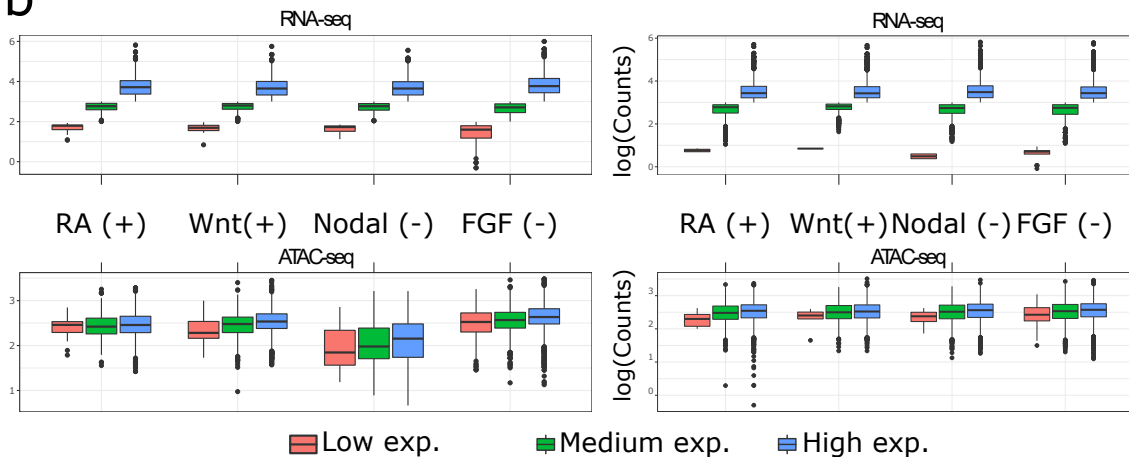 b
RNA-seq
RNA-seq
6
4
2
0
log(Counts)
6
4
2
0
RA (+) Wnt(+) Nodal (-) FGF (-)
RA (+) Wnt(+) Nodal (-) FGF (-)
ATAC-seq
ATAC-seq
3
2
1
log(Counts)
3
2
1
0
Low exp. Medium exp. High exp.